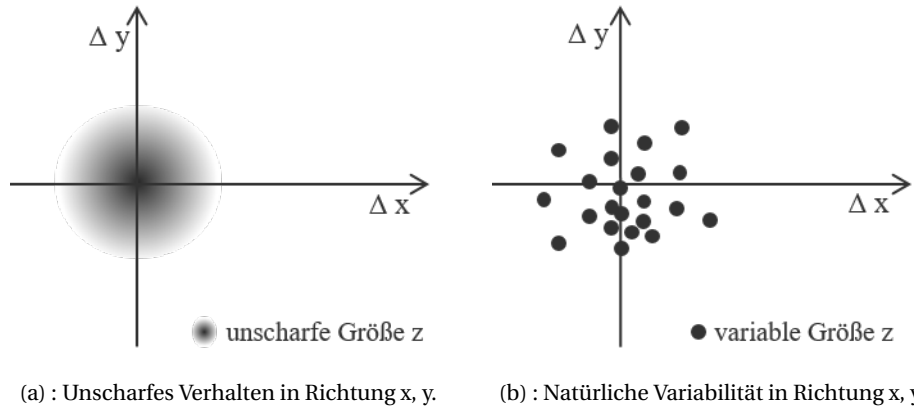 Δ y
Δ x
unscharfe Größe z
(a) : Unscharfes Verhalten in Richtung x, y.
Δ y
Δ x
variable Größe z
(b) : Natürliche Variabilität in Richtung x, y